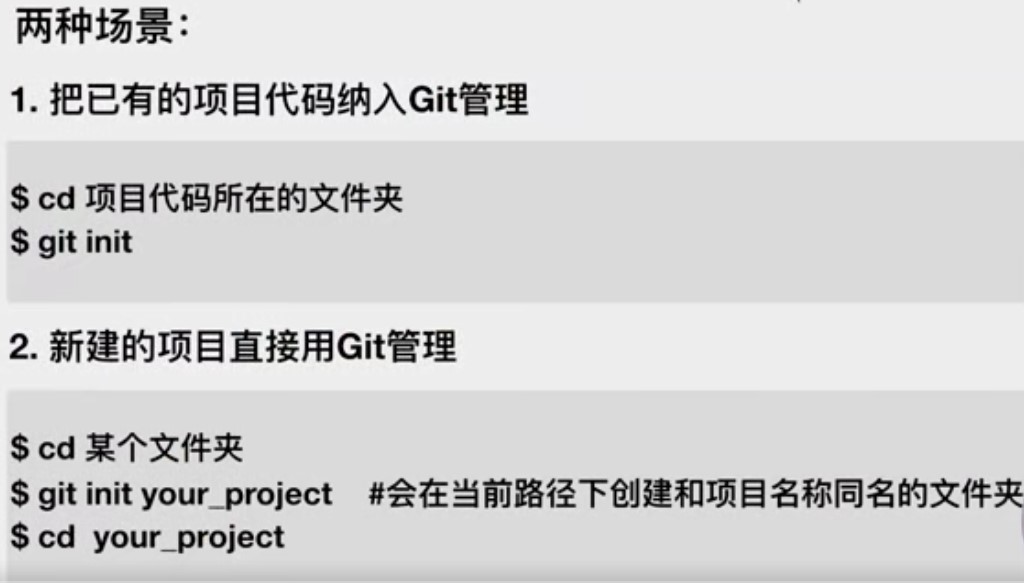 两种场景：
1. 把已有的项目代码纳入Git管理
$ cd 项目代码所在的文件夹
$ git init
2. 新建的项目直接用Git管理
$ cd 某个文件夹
$ git init your_project    #会在当前路径下创建和项目名称同名的文件夹
$ cd  your_project